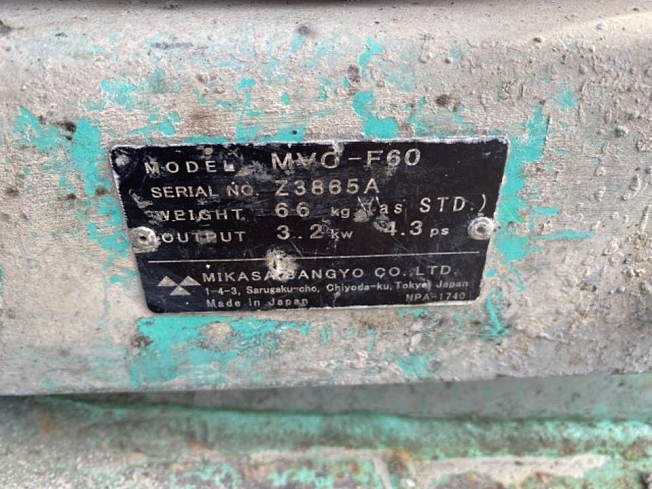 MODEL MVC-F60
SERIAL NO. Z3865A
WEIGHT 66 kg (as STD.)
OUTPUT 3.2 kw 4.3 ps
MIKASA SANGYO CO., LTD.
1-4-3, Sarugaku-cho, Chiyoda-ku, Tokyo, Japan
Made in Japan NPA-1740